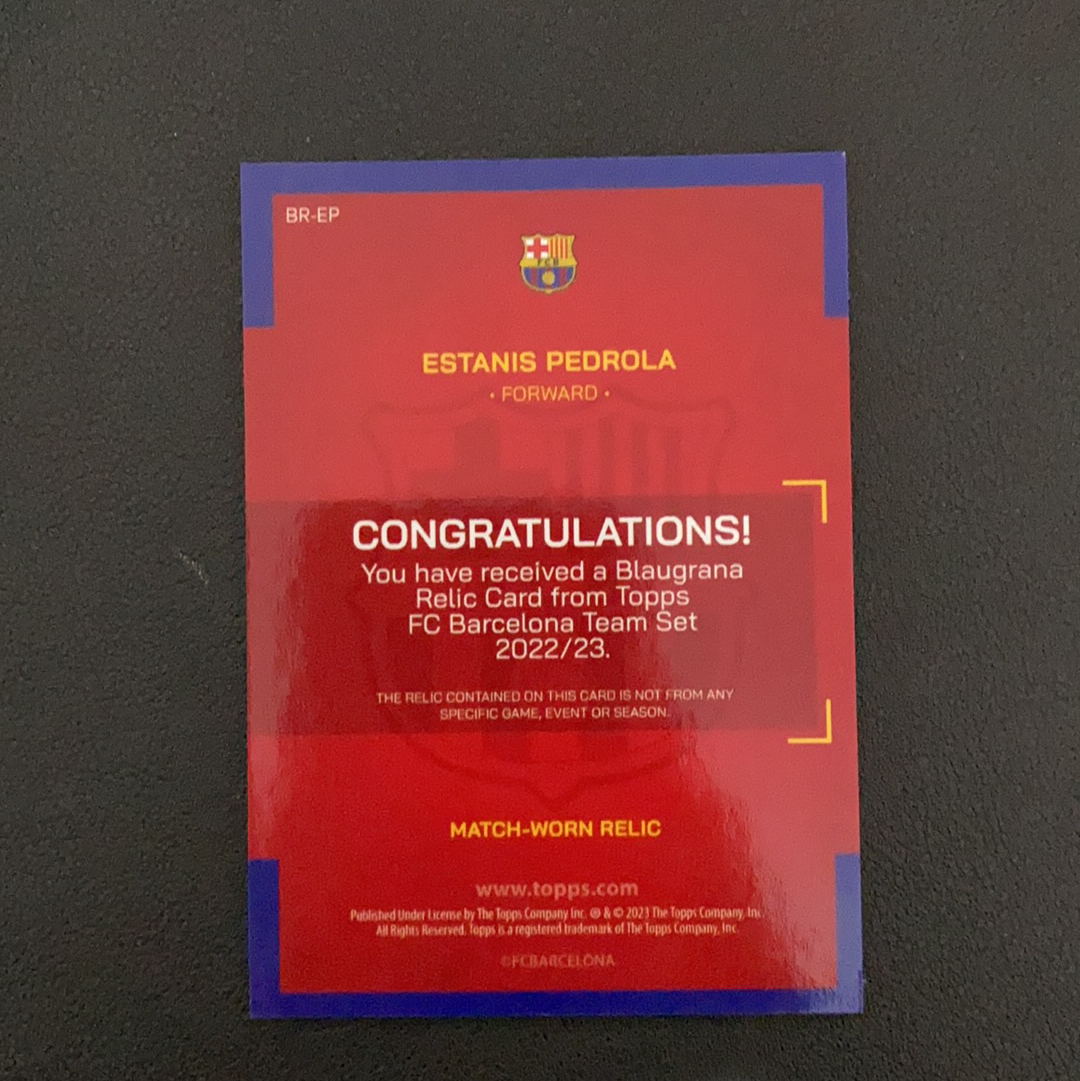 BR-EP
FCB
ESTANIS PEDROLA
• FORWARD •
CONGRATULATIONS!
You have received a Blaugrana
Relic Card from Topps
FC Barcelona Team Set
2022/23.
THE RELIC CONTAINED ON THIS CARD IS NOT FROM ANY
SPECIFIC GAME, EVENT OR SEASON.
MATCH-WORN RELIC
www.topps.com
Published Under License by The Topps Company Inc. ® & © 2023 The Topps Company, Inc.
All Rights Reserved. Topps is a registered trademark of The Topps Company, Inc.
©FCBARCELONA